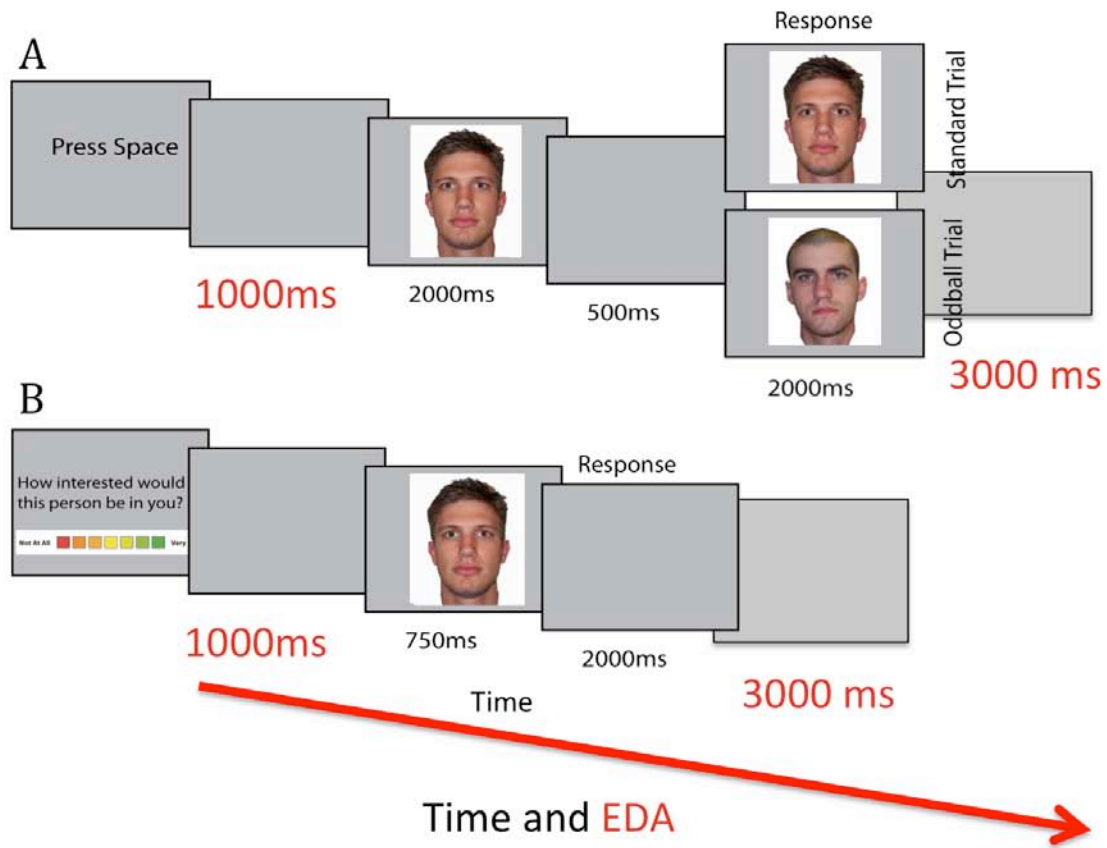 Response
A
Press Space
1000ms
2000ms
500ms
Standard Trial
Oddball Trial
2000ms
3000 ms
B
How interested would
this person be in you?
Not At All
Very
Response
1000ms
750ms
2000ms
3000 ms
Time
Time and EDA